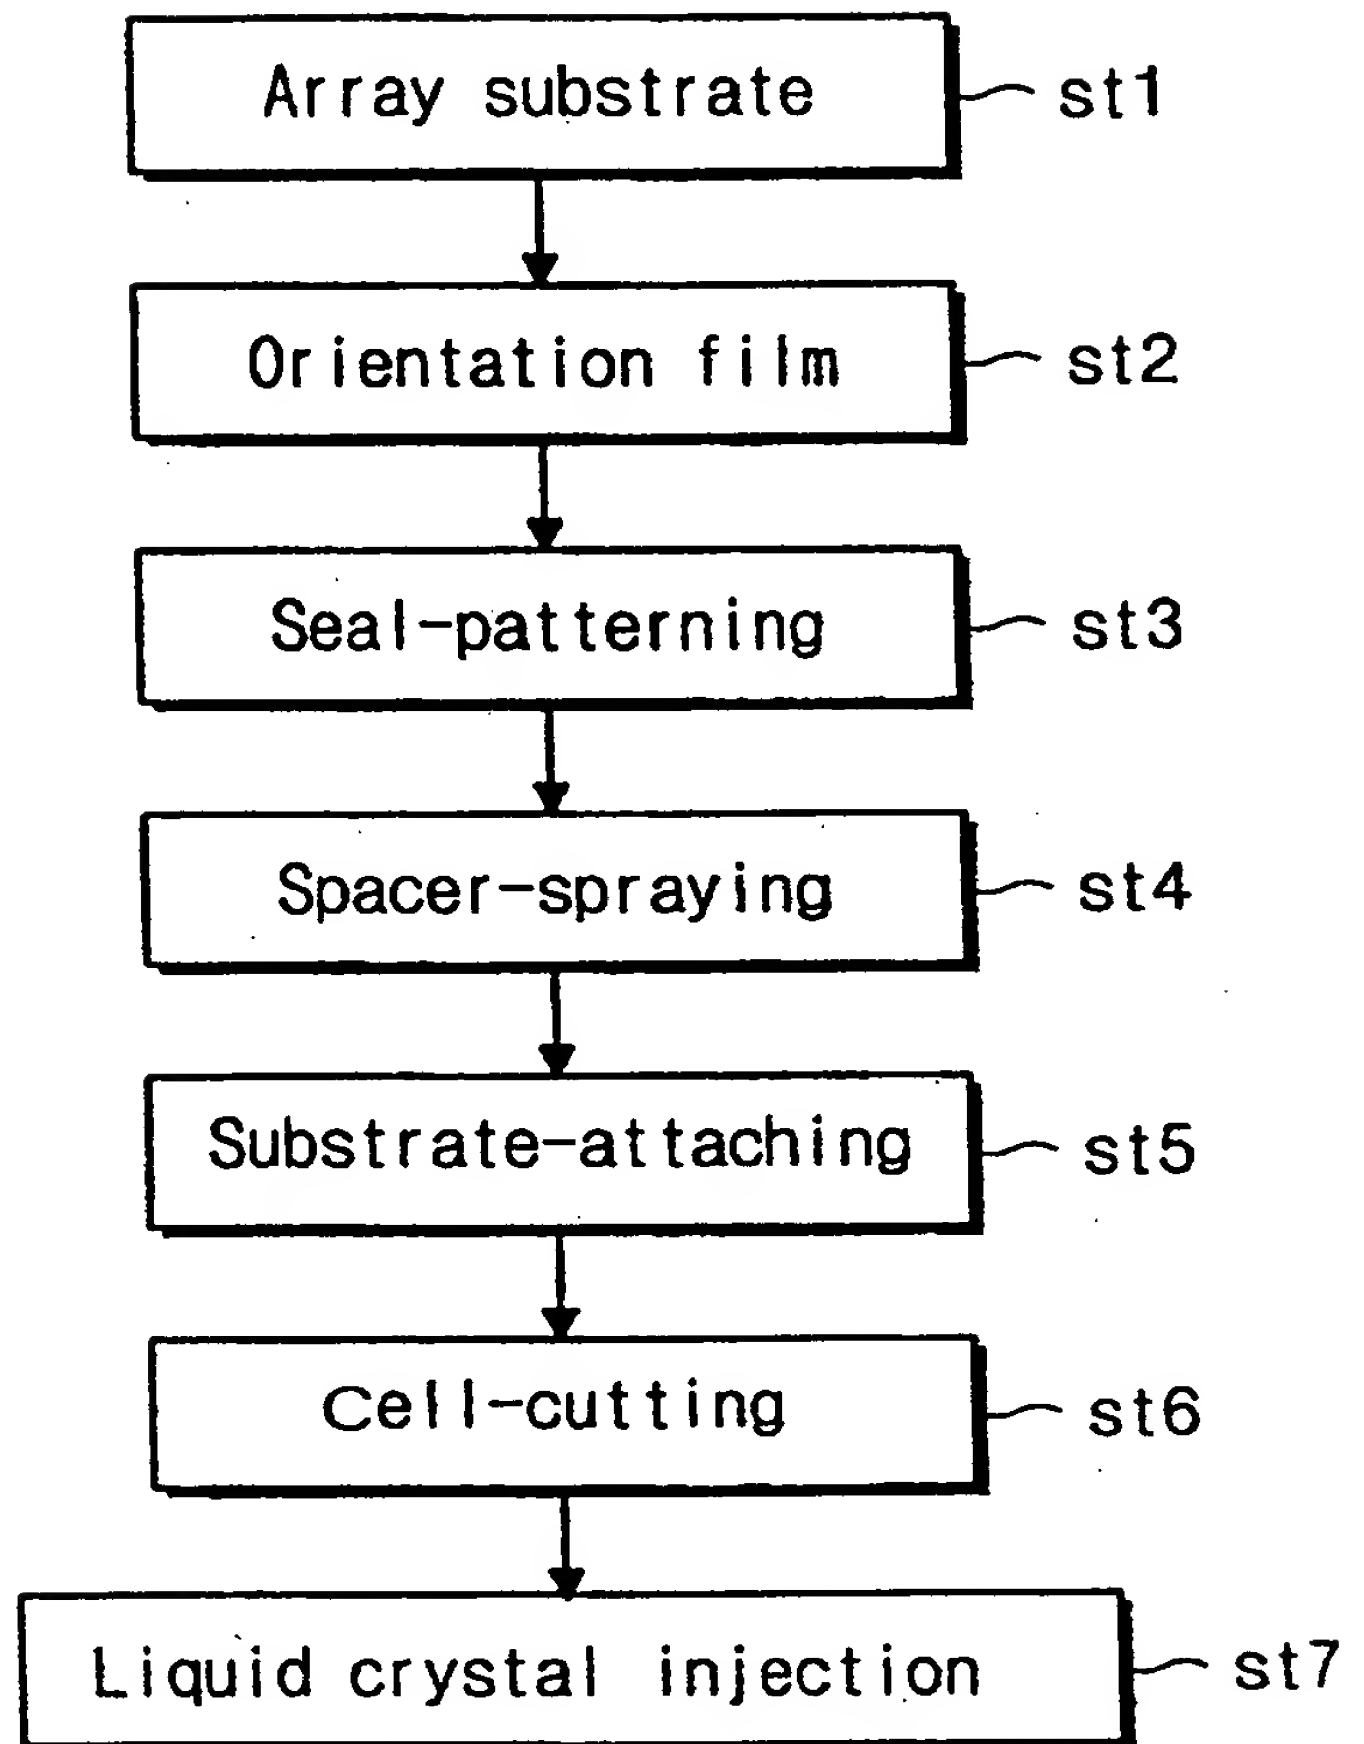 Array substrate st1
Orientation film st2
Seal-patterning st3
Spacer-spraying st4
Substrate-attaching st5
Cell-cutting st6
Liquid crystal injection st7